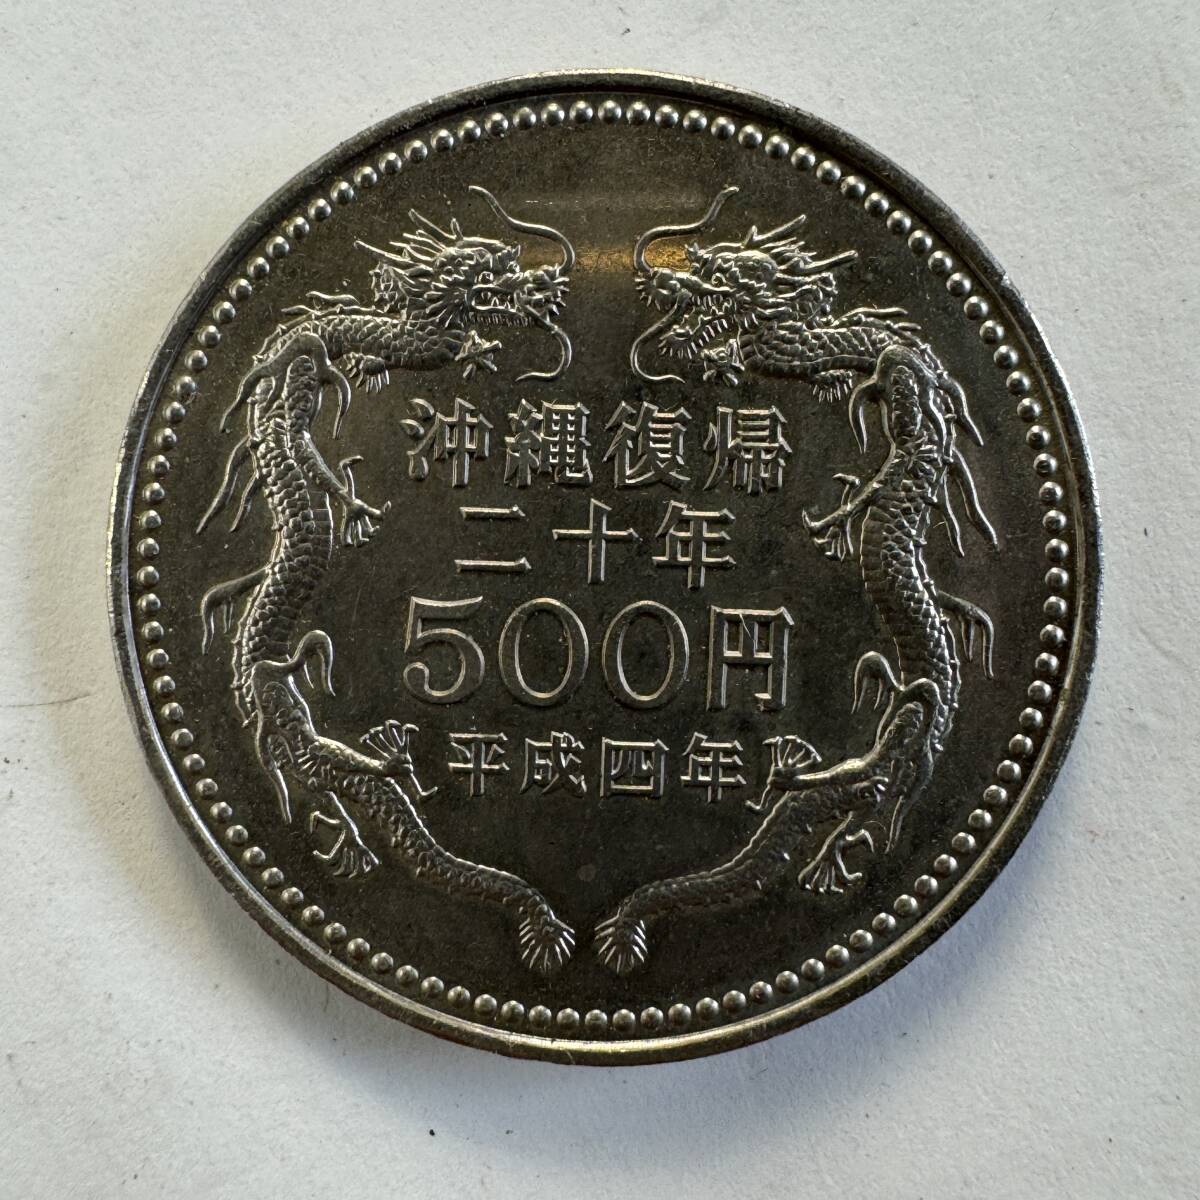 沖縄復帰
二十年
500円
平成四年